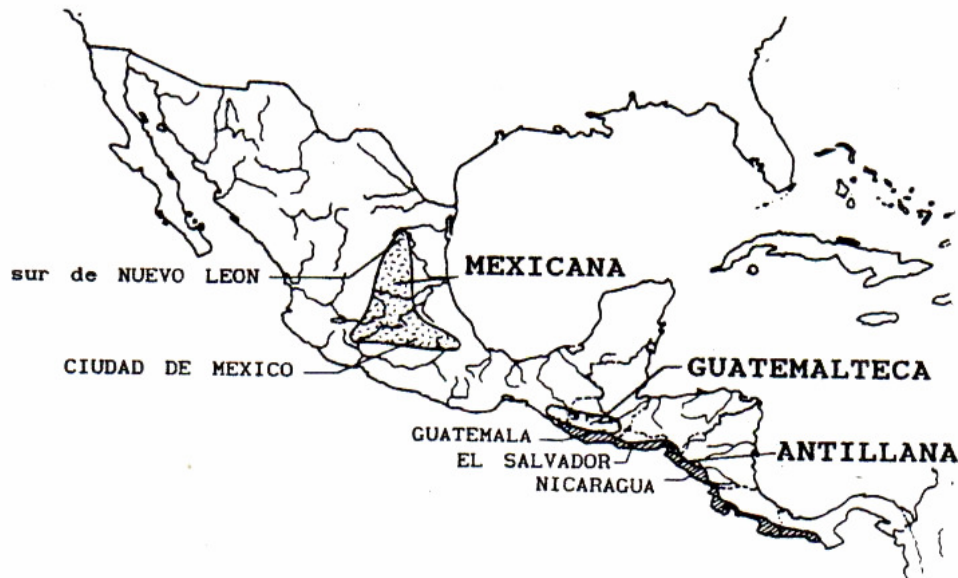 sur de NUEVO LEON
MEXICANA
CIUDAD DE MEXICO
GUATEMALTECA
GUATEMALA
ANTILLANA
EL SALVADOR
NICARAGUA